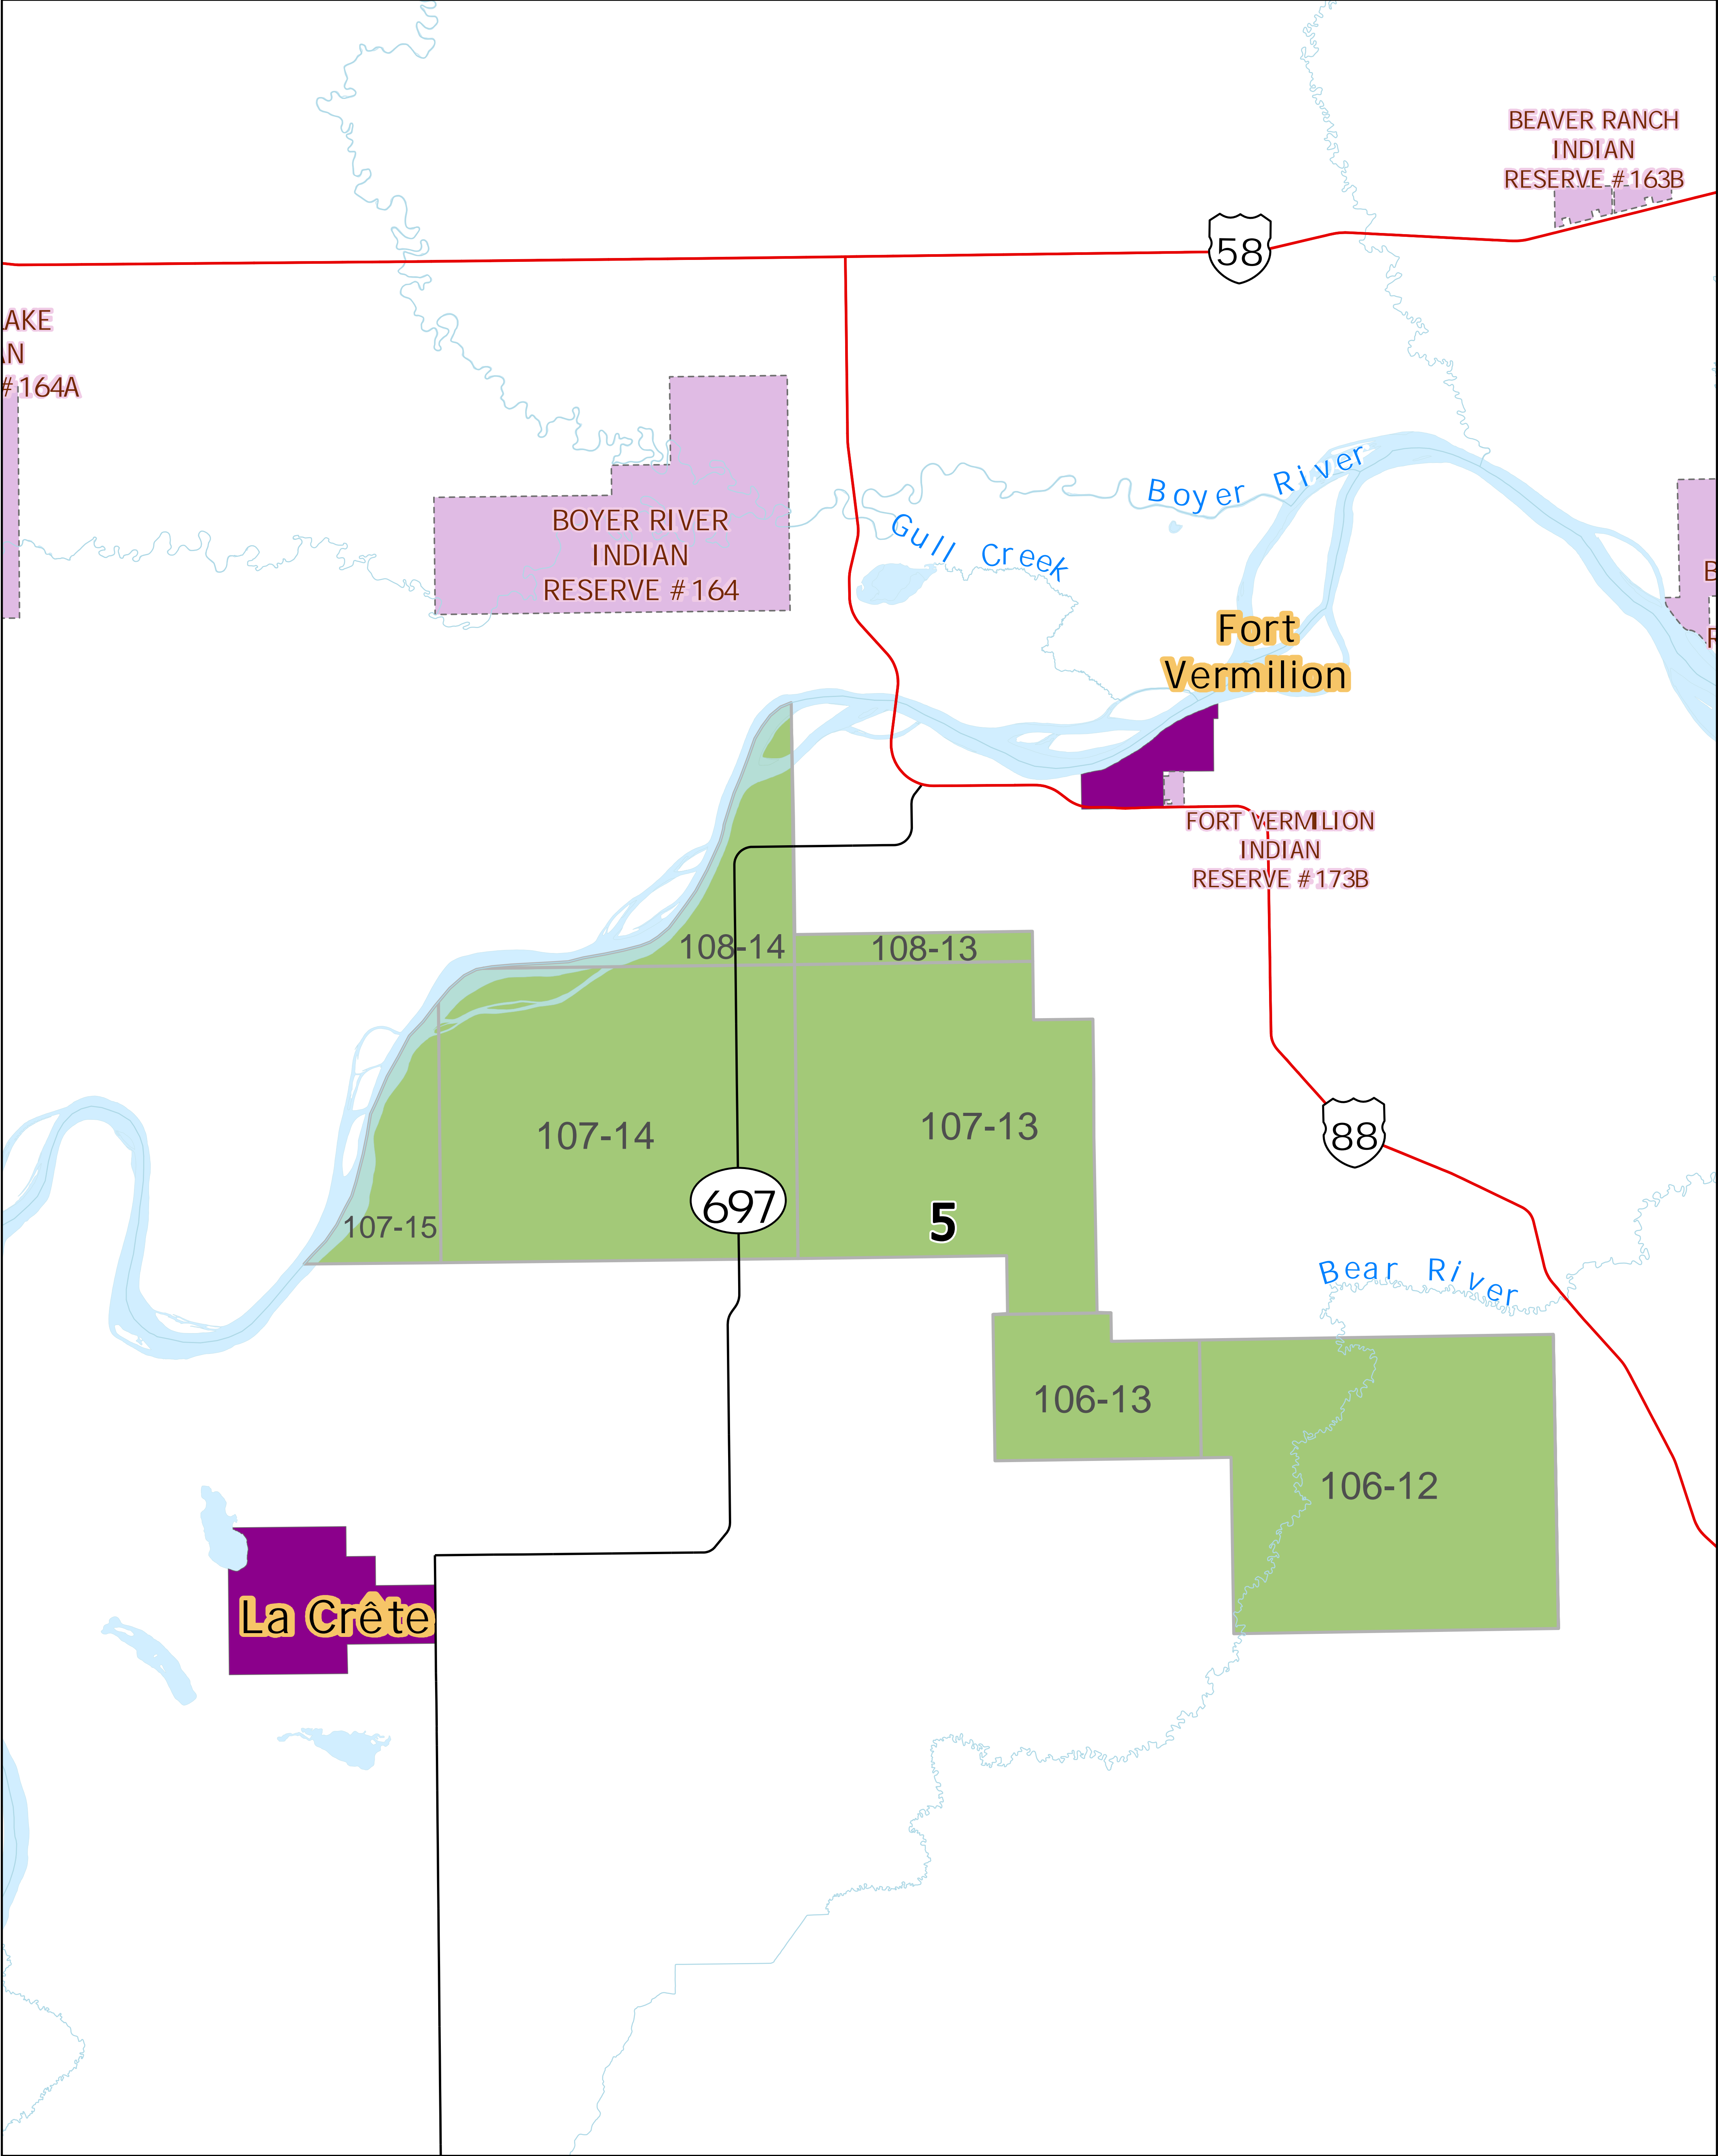 BEAVER RANCH
INDIAN
RESERVE #163B
58
AKE
AN
#164A
BOYER RIVER
INDIAN
RESERVE #164
Boyer River
Gull Creek
B
R
Fort
Vermilion
FORT VERMILION
INDIAN
RESERVE #173B
108-14
108-13
107-14
107-13
88
697
5
107-15
Bear River
106-13
106-12
La Crête